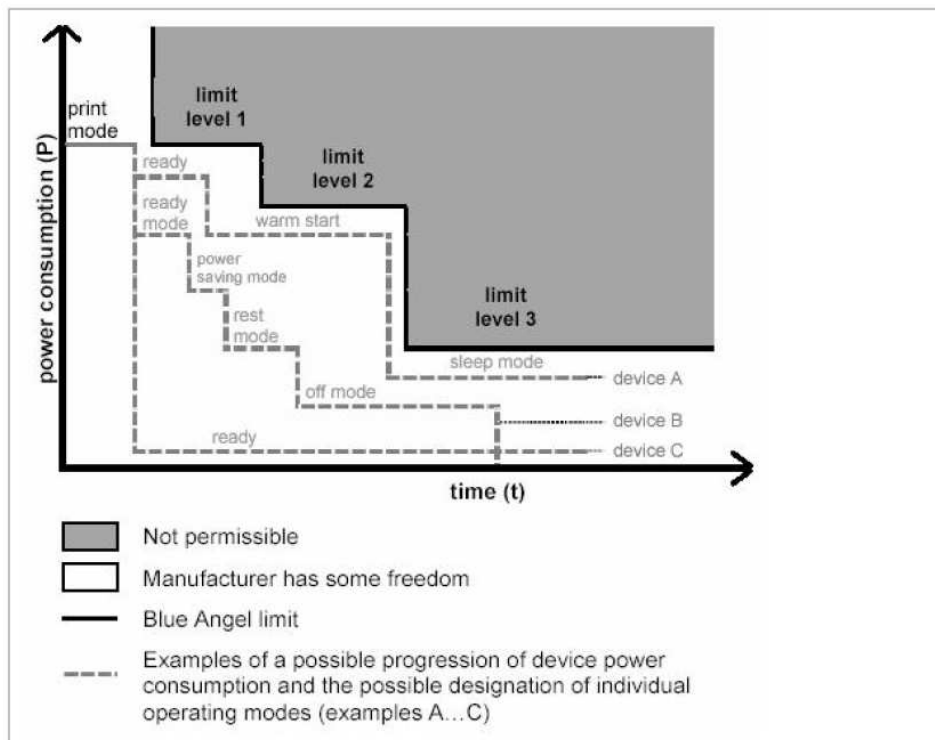 power consumption (P)
print
mode
limit
level 1
limit
level 2
limit
level 3
ready
ready
mode
warm start
power
saving mode
rest
mode
sleep mode
off mode
ready
device A
device B
device C
time (t)
Not permissible
Manufacturer has some freedom
Blue Angel limit
Examples of a possible progression of device power
consumption and the possible designation of individual
operating modes (examples A…C)